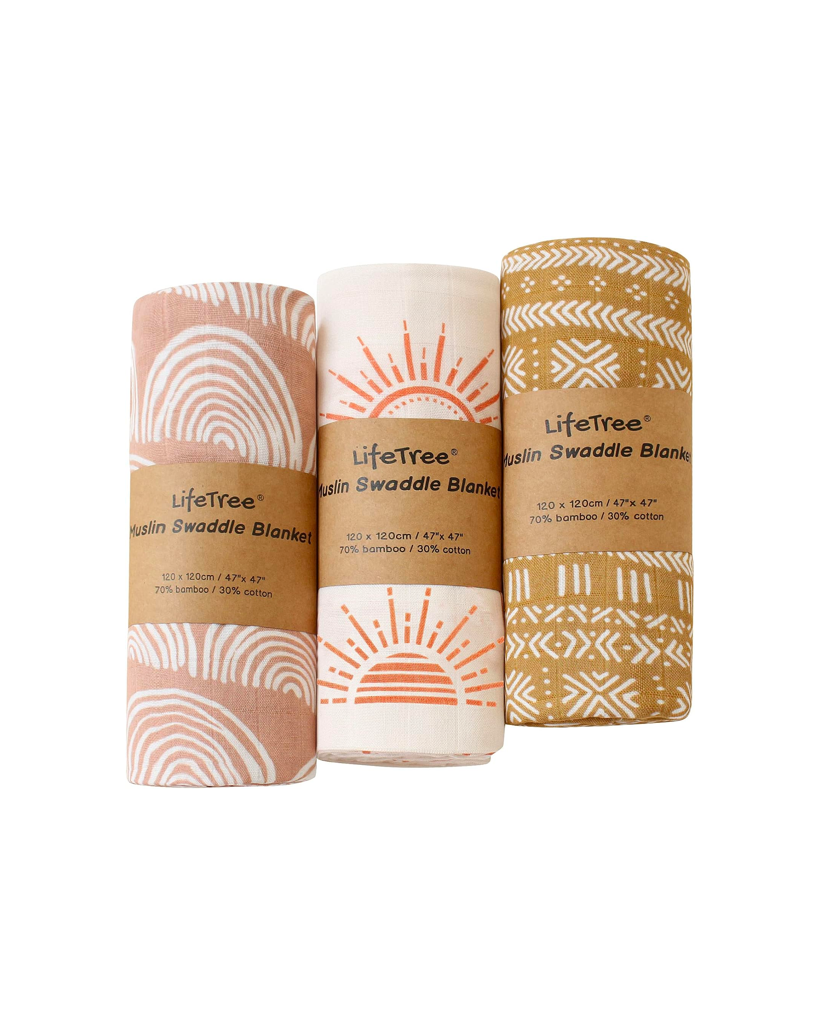 LifeTree®
Muslin Swaddle Blanket
120 x 120cm / 47"x 47"
70% bamboo / 30% cotton
LifeTree®
Muslin Swaddle Blanket
120 x 120cm / 47"x 47"
70% bamboo / 30% cotton
LifeTree®
Muslin Swaddle Blanket
120 x 120cm / 47"x 47"
70% bamboo / 30% cotton